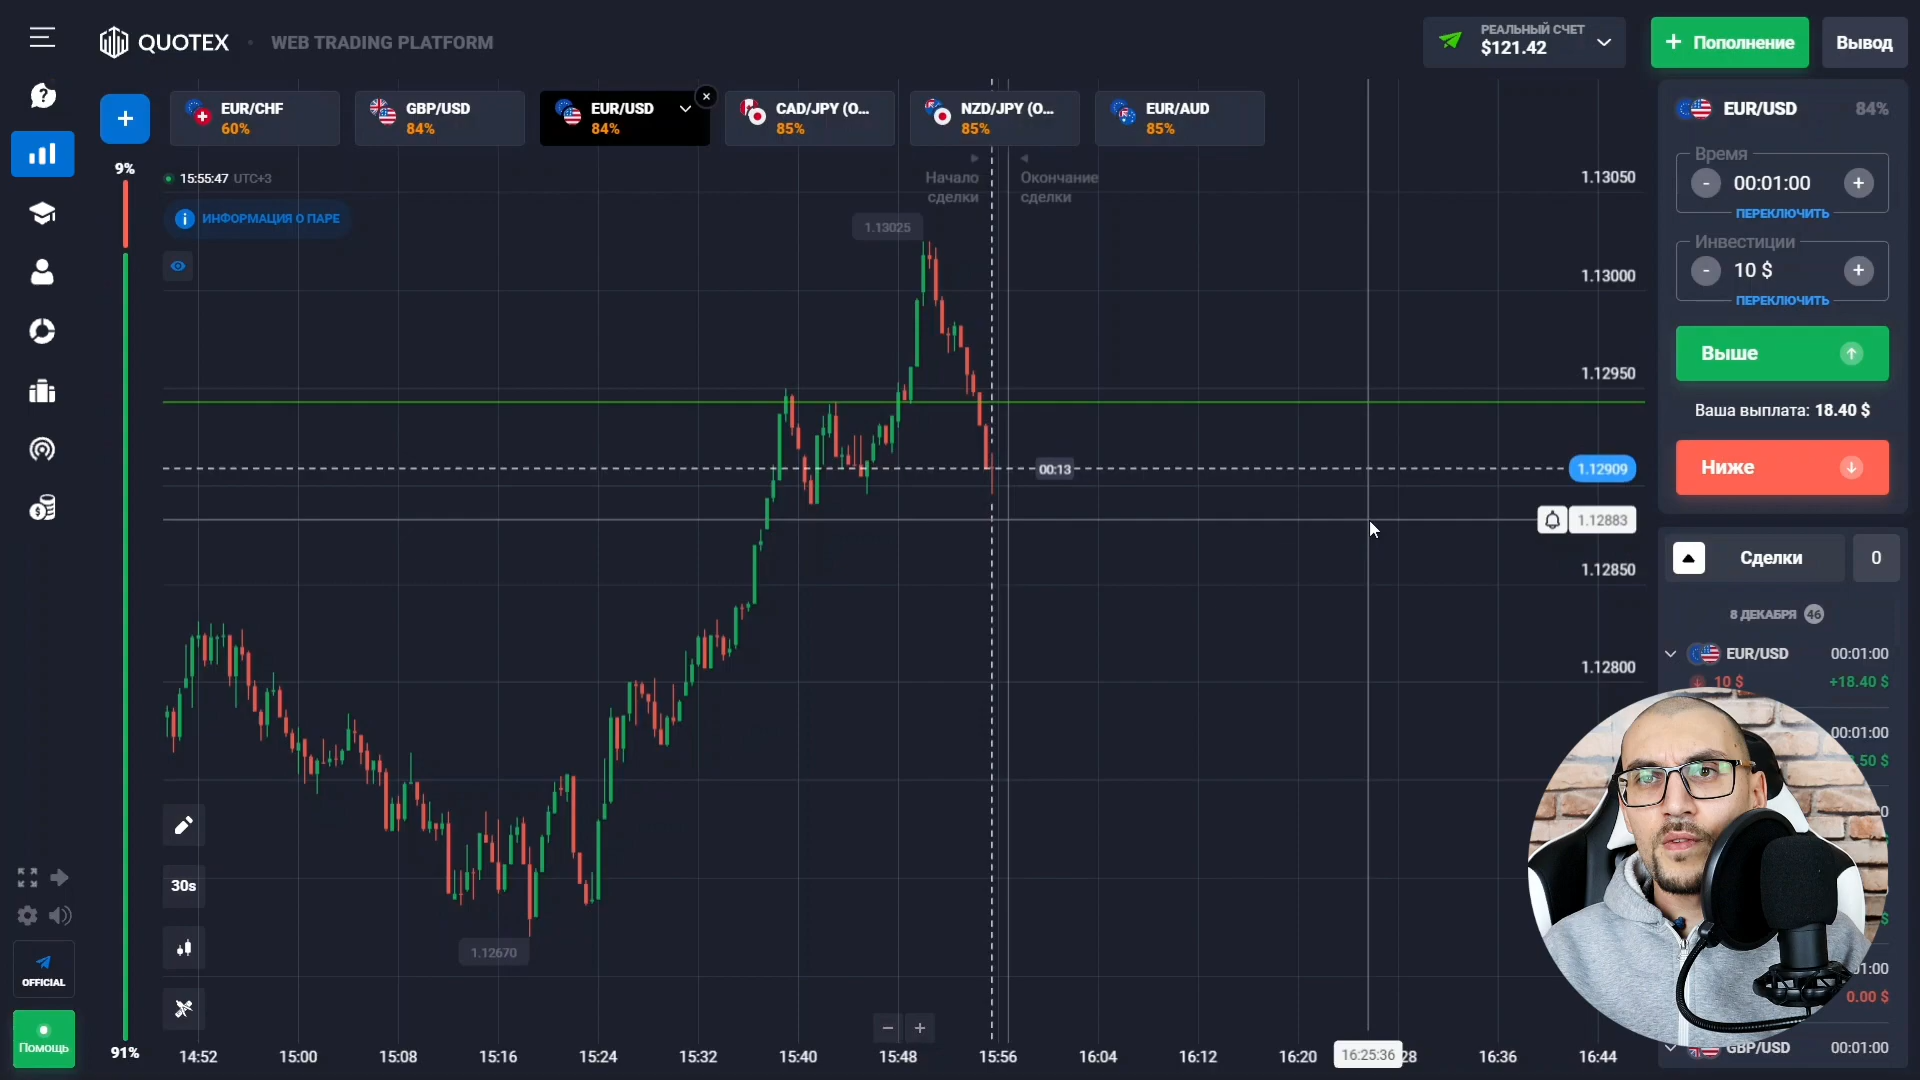 QUOTEX
WEB TRADING PLATFORM
РЕАЛЬНЫЙ СЧЕТ
$121.42
+ Пополнение
Вывод
EUR/CHF
60%
GBP/USD
84%
EUR/USD
84%
CAD/JPY (O...
85%
NZD/JPY (O...
85%
EUR/AUD
85%
9%
15:55:47 UTC+3
ИНФОРМАЦИЯ О ПАРЕ
Начало
сделки
Окончание
сделки
1.13025
1.13050
1.13000
1.12950
00:13
1.12909
1.12883
1.12850
1.12800
1.12670
30s
OFFICIAL
Помощь
91%
14:52
15:00
15:08
15:16
15:24
15:32
15:40
15:48
15:56
16:04
16:12
16:20
16:25:36
28
16:36
16:44
EUR/USD
84%
Время
- 00:01:00 +
ПЕРЕКЛЮЧИТЬ
Инвестиции
- 10 $ +
ПЕРЕКЛЮЧИТЬ
Выше
Ваша выплата: 18.40 $
Ниже
Сделки
0
8 ДЕКАБРЯ 46
EUR/USD 00:01:00
10 $ +18.40 $
00:01:00
.50 $
0
$
01:00
0.00 $
GBP/USD 00:01:00